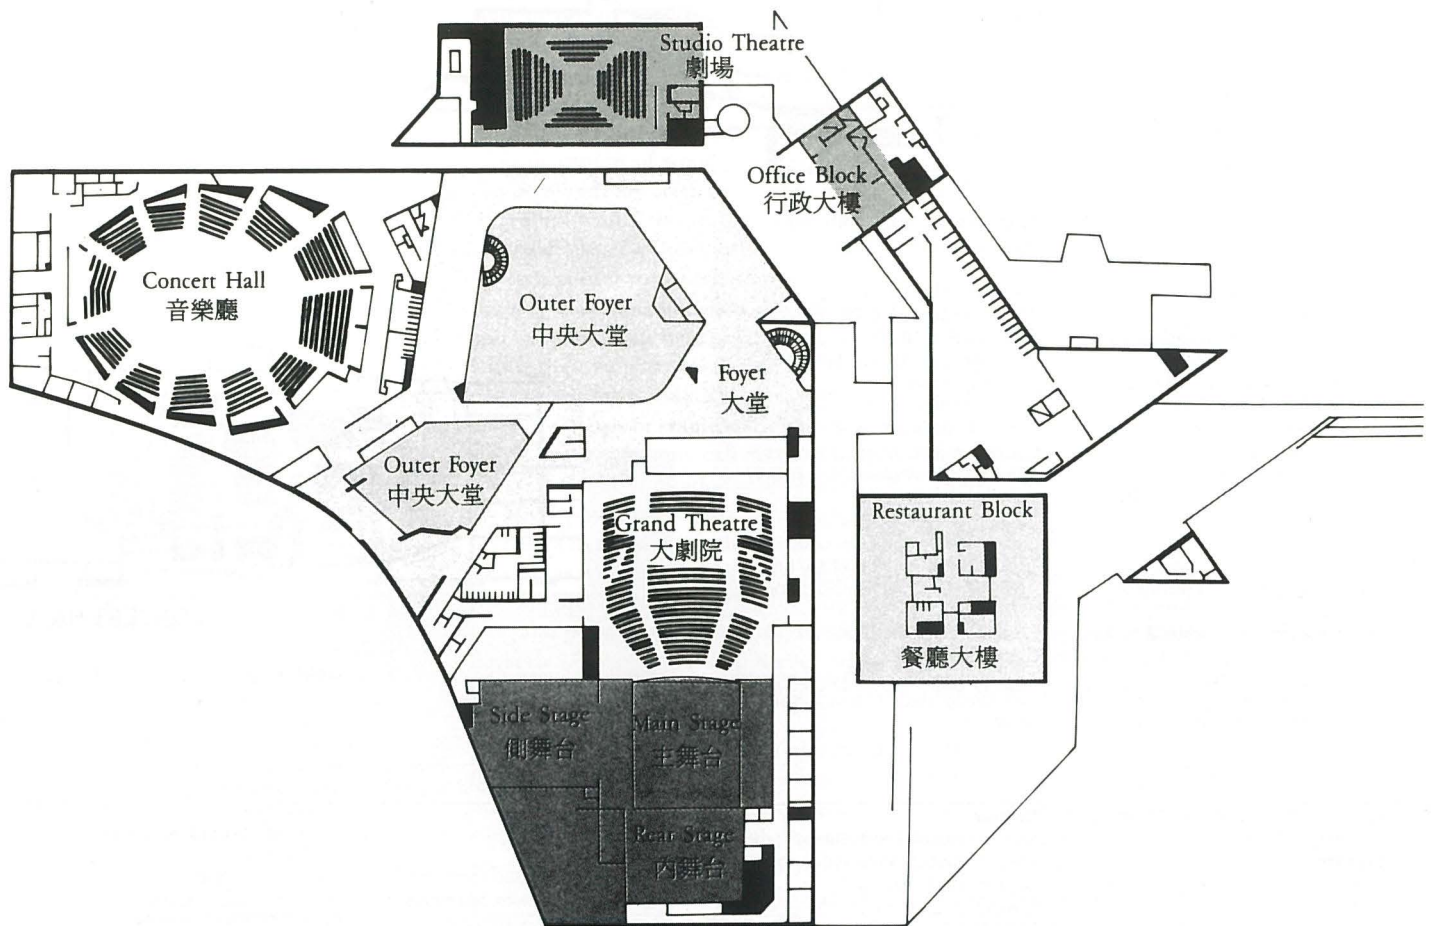 Studio Theatre
劇場
Office Block
行政大樓
Concert Hall
音樂廳
Outer Foyer
中央大堂
Foyer
大堂
Outer Foyer
中央大堂
Grand Theatre
大劇院
Restaurant Block
餐廳大樓
Side Stage
側舞台
Main Stage
主舞台
Rear Stage
內舞台